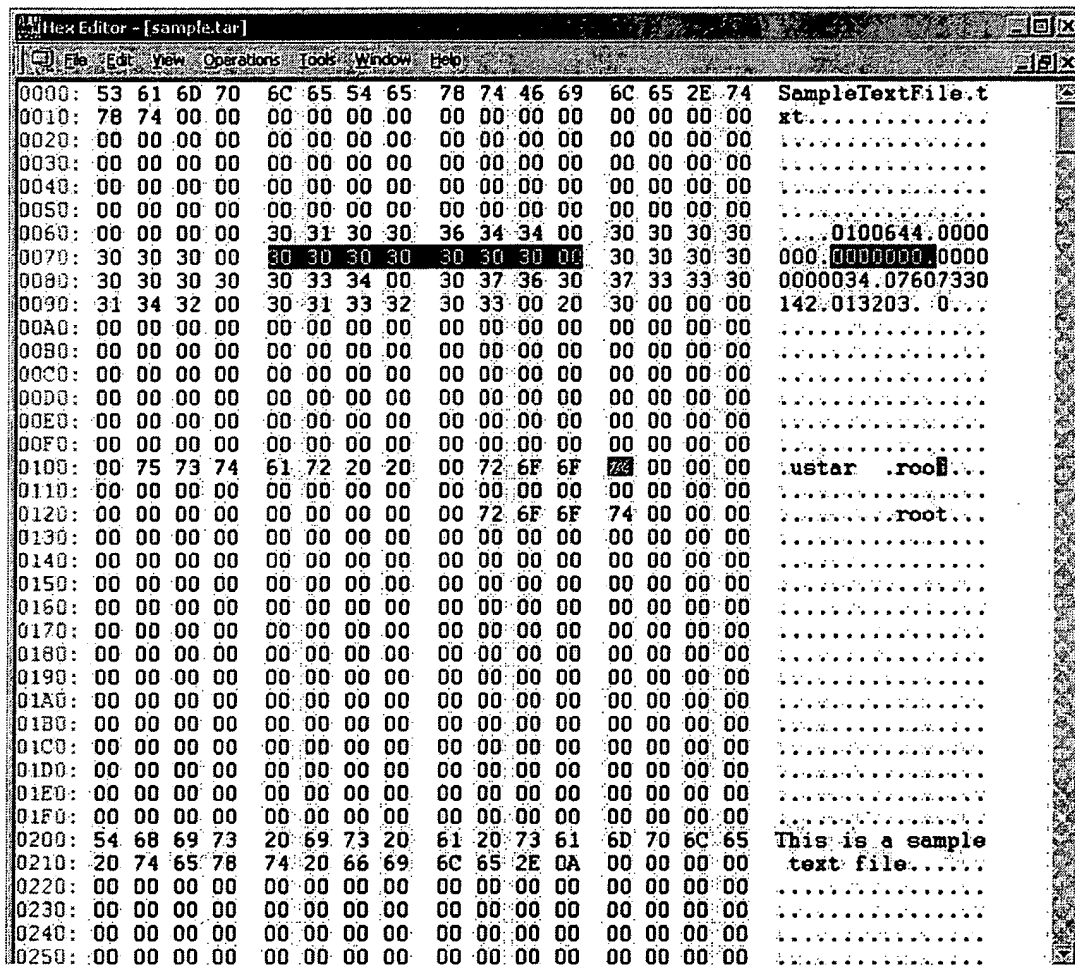 Hex Editor - [sample.tar]
File Edit View Operations Tools Window Help
0000: 53 61 6D 70 6C 65 54 65 78 74 46 69 6C 65 2E 74 SampleTextFile.t
0010: 78 74 00 00 00 00 00 00 00 00 00 00 00 00 00 00 xt..............
0020: 00 00 00 00 00 00 00 00 00 00 00 00 00 00 00 00 ................
0030: 00 00 00 00 00 00 00 00 00 00 00 00 00 00 00 00 ................
0040: 00 00 00 00 00 00 00 00 00 00 00 00 00 00 00 00 ................
0050: 00 00 00 00 00 00 00 00 00 00 00 00 00 00 00 00 ................
0060: 00 00 00 00 30 31 30 30 36 34 34 00 30 30 30 30 ....0100644.0000
0070: 30 30 30 00 30 30 30 30 30 30 30 00 30 30 30 30 000.0000000.0000
0080: 30 30 30 30 30 33 34 00 30 37 36 30 37 33 33 30 0000034.07607330
0090: 31 34 32 00 30 31 33 32 30 33 00 20 30 00 00 00 142.013203. 0...
00A0: 00 00 00 00 00 00 00 00 00 00 00 00 00 00 00 00 ................
00B0: 00 00 00 00 00 00 00 00 00 00 00 00 00 00 00 00 ................
00C0: 00 00 00 00 00 00 00 00 00 00 00 00 00 00 00 00 ................
00D0: 00 00 00 00 00 00 00 00 00 00 00 00 00 00 00 00 ................
00E0: 00 00 00 00 00 00 00 00 00 00 00 00 00 00 00 00 ................
00F0: 00 00 00 00 00 00 00 00 00 00 00 00 00 00 00 00 ................
0100: 00 75 73 74 61 72 20 20 00 72 6F 6F 74 00 00 00 .ustar  .root...
0110: 00 00 00 00 00 00 00 00 00 00 00 00 00 00 00 00 ................
0120: 00 00 00 00 00 00 00 00 00 72 6F 6F 74 00 00 00 .........root...
0130: 00 00 00 00 00 00 00 00 00 00 00 00 00 00 00 00 ................
0140: 00 00 00 00 00 00 00 00 00 00 00 00 00 00 00 00 ................
0150: 00 00 00 00 00 00 00 00 00 00 00 00 00 00 00 00 ................
0160: 00 00 00 00 00 00 00 00 00 00 00 00 00 00 00 00 ................
0170: 00 00 00 00 00 00 00 00 00 00 00 00 00 00 00 00 ................
0180: 00 00 00 00 00 00 00 00 00 00 00 00 00 00 00 00 ................
0190: 00 00 00 00 00 00 00 00 00 00 00 00 00 00 00 00 ................
01A0: 00 00 00 00 00 00 00 00 00 00 00 00 00 00 00 00 ................
01B0: 00 00 00 00 00 00 00 00 00 00 00 00 00 00 00 00 ................
01C0: 00 00 00 00 00 00 00 00 00 00 00 00 00 00 00 00 ................
01D0: 00 00 00 00 00 00 00 00 00 00 00 00 00 00 00 00 ................
01E0: 00 00 00 00 00 00 00 00 00 00 00 00 00 00 00 00 ................
01F0: 00 00 00 00 00 00 00 00 00 00 00 00 00 00 00 00 ................
0200: 54 68 69 73 20 69 73 20 61 20 73 61 6D 70 6C 65 This is a sample
0210: 20 74 65 78 74 20 66 69 6C 65 2E 0A 00 00 00 00  text file......
0220: 00 00 00 00 00 00 00 00 00 00 00 00 00 00 00 00 ................
0230: 00 00 00 00 00 00 00 00 00 00 00 00 00 00 00 00 ................
0240: 00 00 00 00 00 00 00 00 00 00 00 00 00 00 00 00 ................
0250: 00 00 00 00 00 00 00 00 00 00 00 00 00 00 00 00 ................